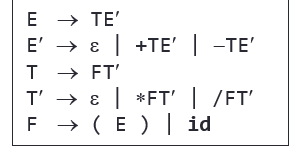 E → TE′
E′ → ε | +TE′ | −TE′
T → FT′
T′ → ε | *FT′ | /FT′
F → ( E ) | id